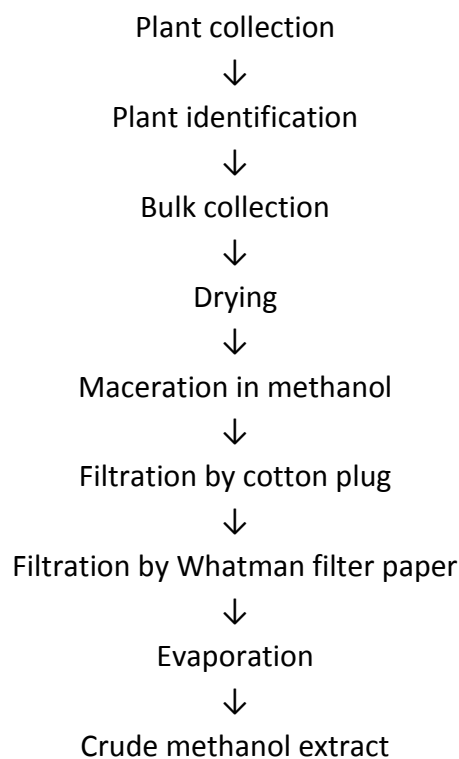 Plant collection
↓
Plant identification
↓
Bulk collection
↓
Drying
↓
Maceration in methanol
↓
Filtration by cotton plug
↓
Filtration by Whatman filter paper
↓
Evaporation
↓
Crude methanol extract